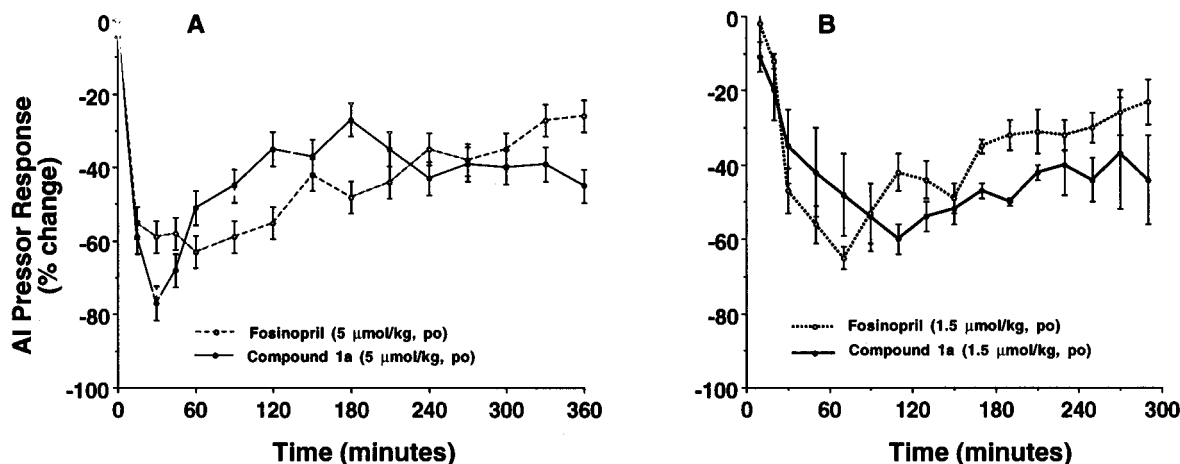 A
B
AI Pressor Response
(% change)
0
-20
-40
-60
-80
-100
0 60 120 180 240 300 360
Time (minutes)
Fosinopril (5 μmol/kg, po)
Compound 1a (5 μmol/kg, po)
0
-20
-40
-60
-80
-100
0 60 120 180 240 300
Time (minutes)
Fosinopril (1.5 μmol/kg, po)
Compound 1a (1.5 μmol/kg, po)